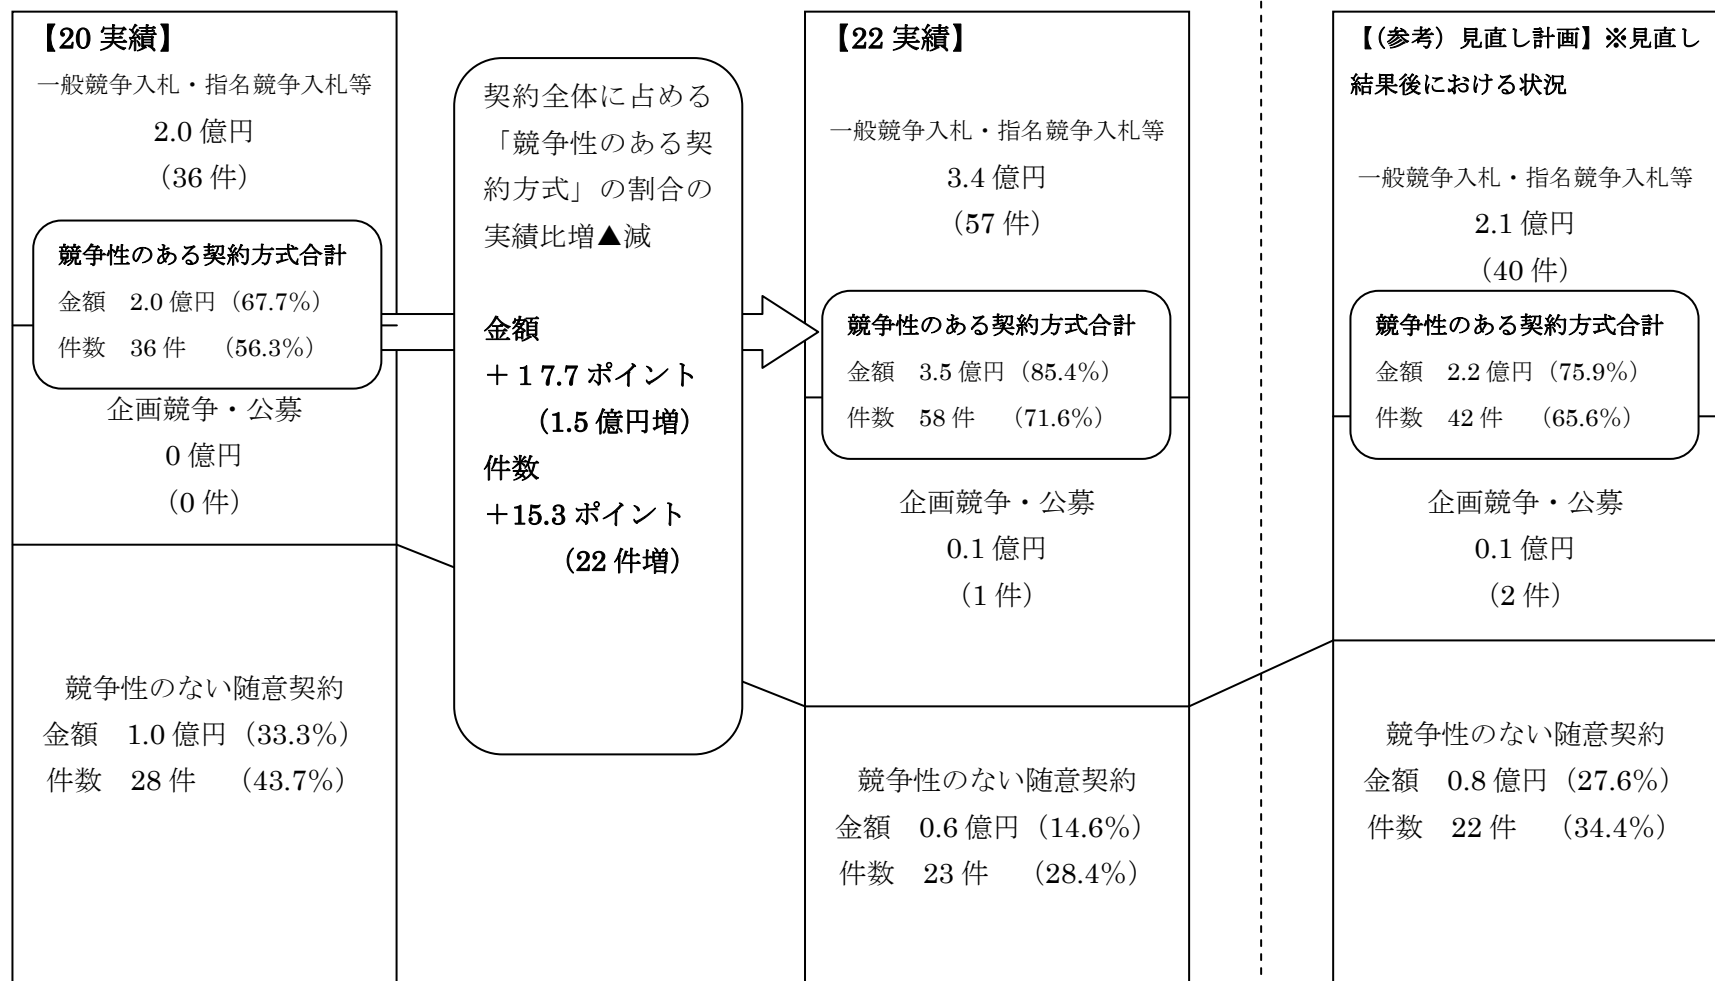 【20 実績】
一般競争入札・指名競争入札等
2.0 億円
（36 件）
競争性のある契約方式合計
金額　2.0 億円（67.7%）
件数　36 件　（56.3%）
企画競争・公募
0 億円
（0 件）
競争性のない随意契約
金額　1.0 億円（33.3%）
件数　28 件　（43.7%）
契約全体に占める
「競争性のある契
約方式」の割合の
実績比増▲減
金額
＋１7.7 ポイント
（1.5 億円増）
件数
＋15.3 ポイント
（22 件増）
【22 実績】
一般競争入札・指名競争入札等
3.4 億円
（57 件）
競争性のある契約方式合計
金額　3.5 億円（85.4%）
件数　58 件　（71.6%）
企画競争・公募
0.1 億円
（1 件）
競争性のない随意契約
金額　0.6 億円（14.6%）
件数　23 件　（28.4%）
【（参考）見直し計画】※見直し
結果後における状況
一般競争入札・指名競争入札等
2.1 億円
（40 件）
競争性のある契約方式合計
金額　2.2 億円（75.9%）
件数　42 件　（65.6%）
企画競争・公募
0.1 億円
（2 件）
競争性のない随意契約
金額　0.8 億円（27.6%）
件数　22 件　（34.4%）